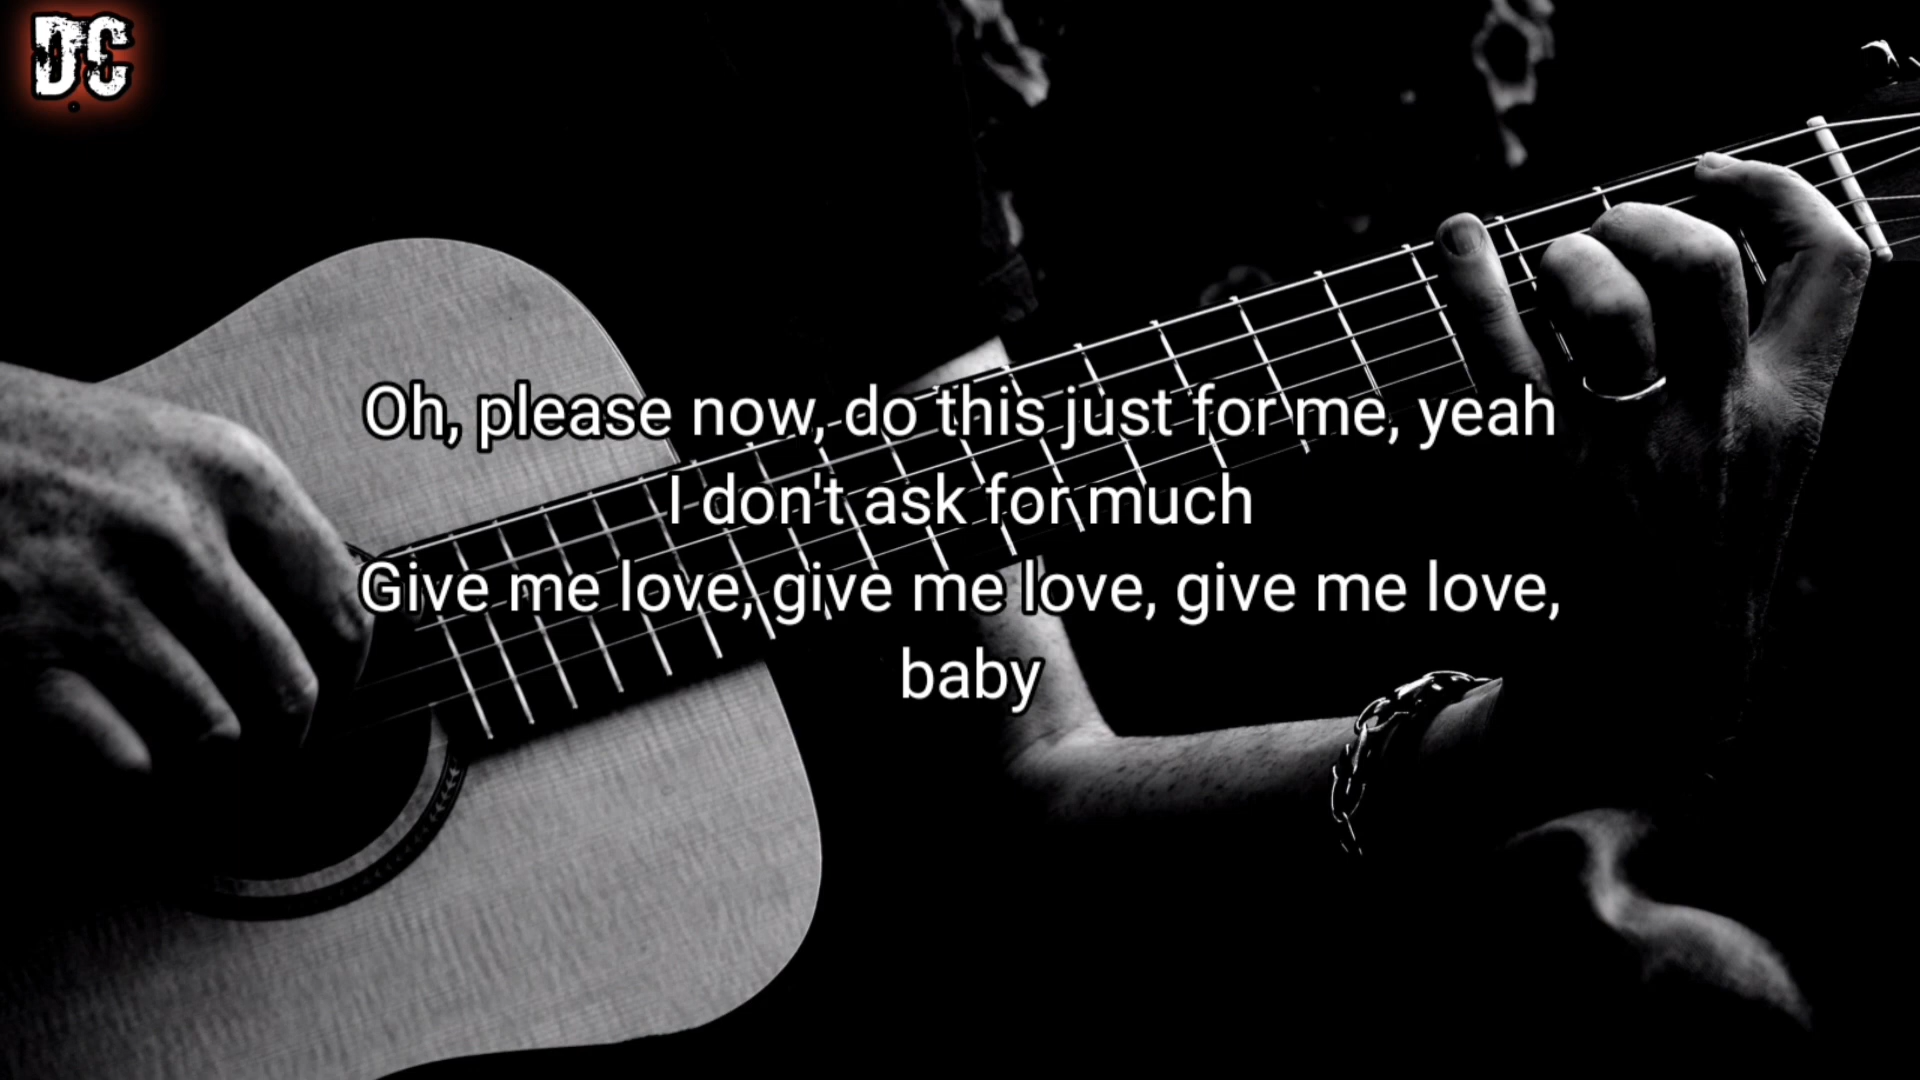 DC
Oh, please now, do this just for me, yeah
I don't ask for much
Give me love, give me love, give me love,
baby